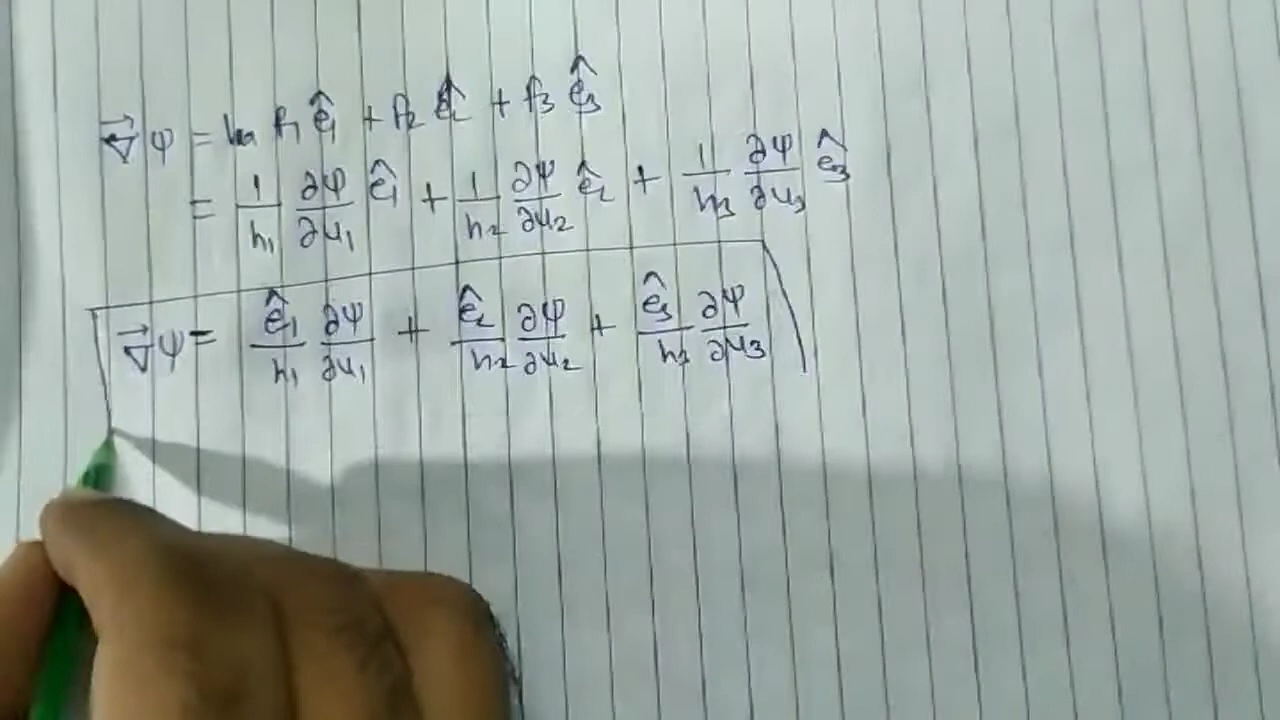 ∇⃗ψ = h f₁ ê₁ + f₂ ê₂ + f₃ ê₃
= 1/h₁ ∂ψ/∂u₁ ê₁ + 1/h₂ ∂ψ/∂u₂ ê₂ + 1/h₃ ∂ψ/∂u₃ ê₃
∇⃗ψ = ê₁/h₁ ∂ψ/∂u₁ + ê₂/h₂ ∂ψ/∂u₂ + ê₃/h₃ ∂ψ/∂u₃